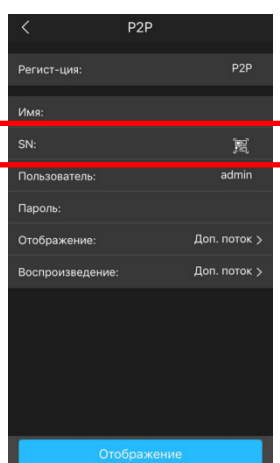 P2P
Регист-ция: P2P
Имя:
SN:
Пользователь: admin
Пароль:
Отображение: Доп. поток
Воспроизведение: Доп. поток
Отображение